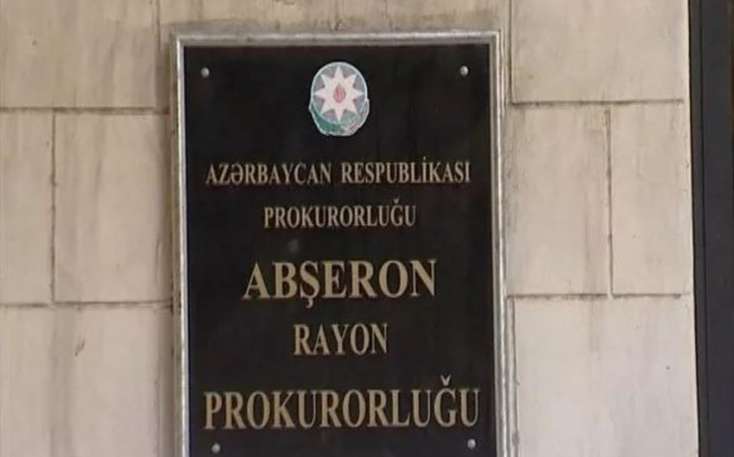 AZƏRBAYCAN RESPUBLİKASI
PROKURORLUĞU
ABŞERON
RAYON
PROKURORLUĞU